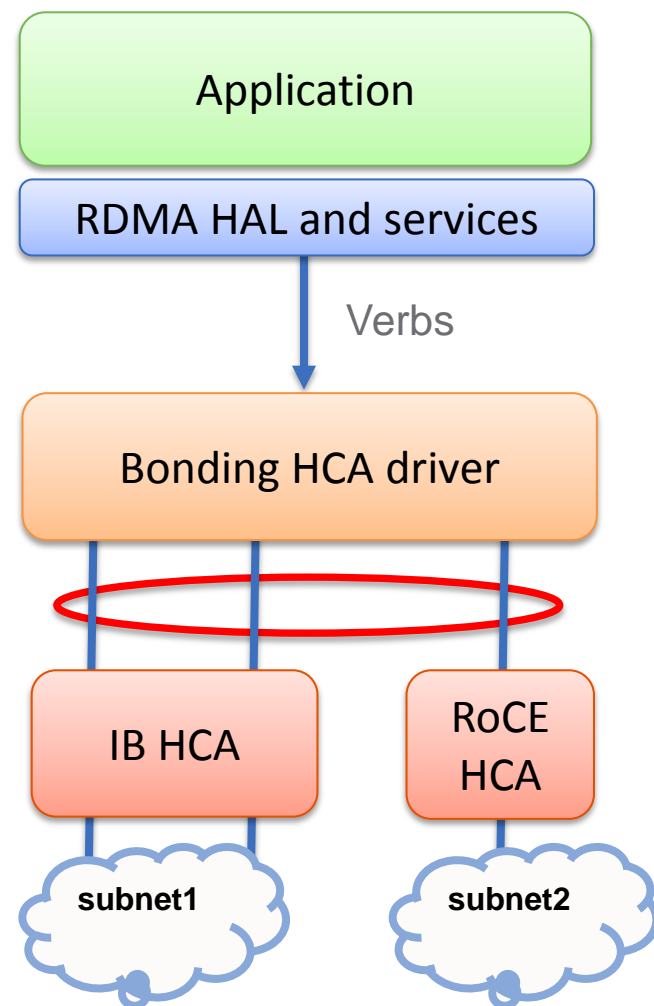 Application
RDMA HAL and services
Verbs
Bonding HCA driver
IB HCA
RoCE
HCA
subnet1
subnet2